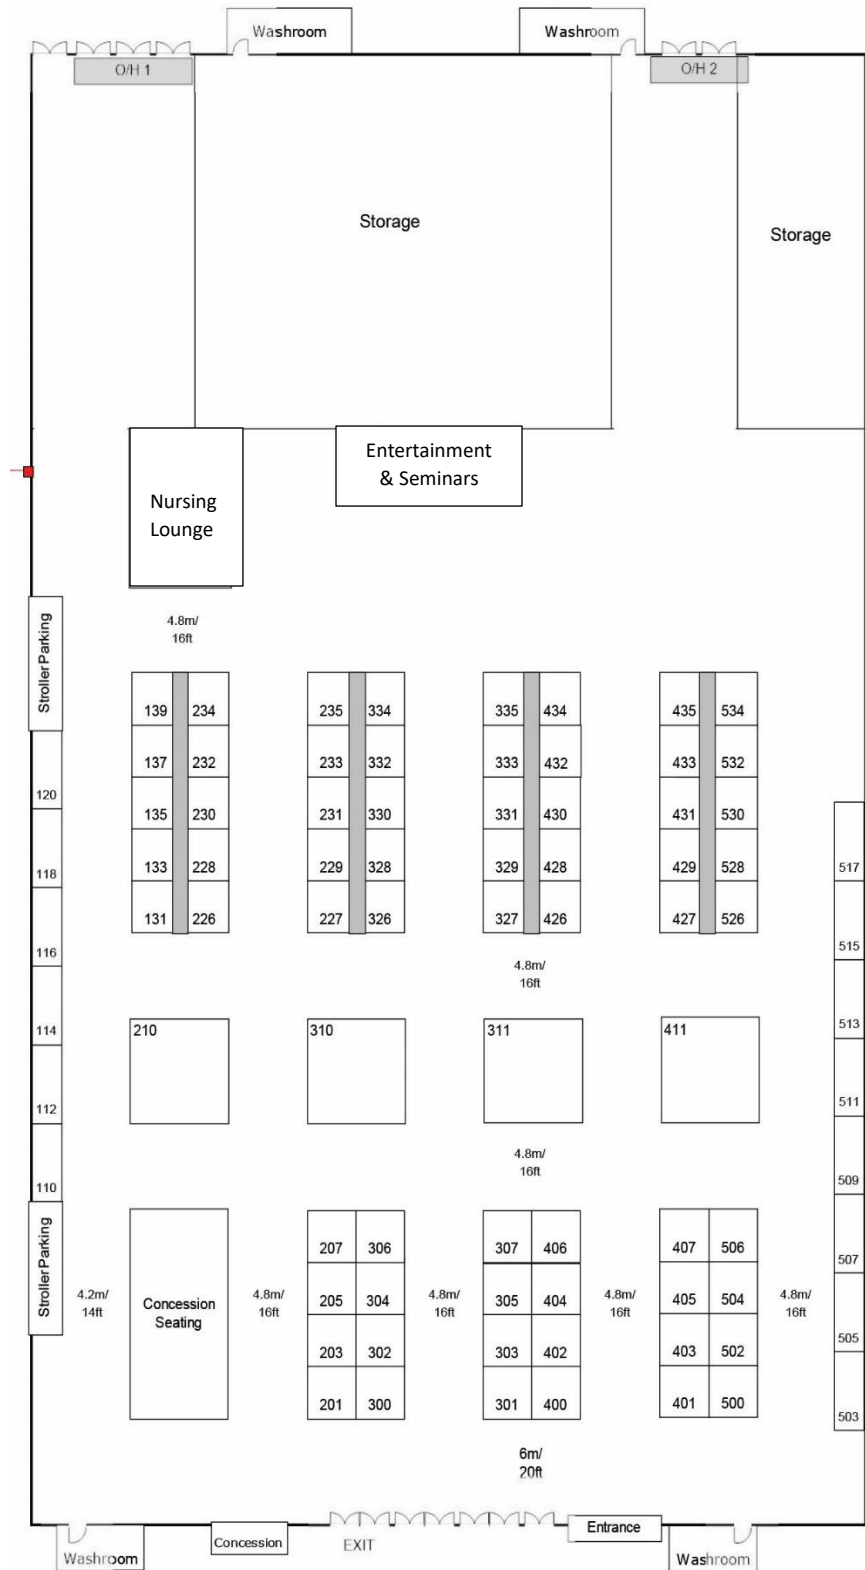 Washroom
Washroom
O/H 1
O/H 2
Storage
Storage
Entertainment
& Seminars
Nursing
Lounge
4.8m/
16ft
Stroller Parking
139 234
235 334
335 434
435 534
137 232
233 332
333 432
433 532
120
135 230
231 330
331 430
431 530
118
133 228
229 328
329 428
429 528
517
131 226
227 326
327 426
427 526
116
515
4.8m/
16ft
114
210
310
311
411
513
112
511
4.8m/
16ft
110
509
Stroller Parking
207 306
307 406
407 506
507
4.2m/
14ft
Concession
Seating
4.8m/
16ft
205 304
4.8m/
16ft
305 404
4.8m/
16ft
405 504
4.8m/
16ft
505
203 302
303 402
403 502
201 300
301 400
401 500
503
6m/
20ft
Washroom
Concession
EXIT
Entrance
Washroom